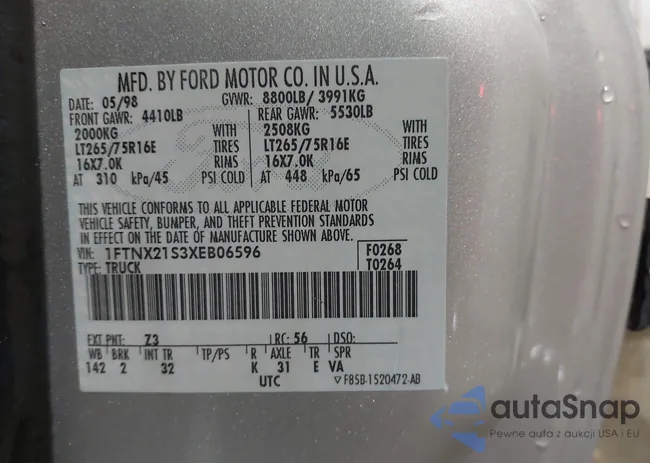 MFD. BY FORD MOTOR CO. IN U.S.A.
DATE: 05/98 GVWR: 8800LB/ 3991KG
FRONT GAWR: 4410LB REAR GAWR: 5530LB
2000KG WITH 2508KG WITH
LT265/75R16E TIRES LT265/75R16E TIRES
16X7.0K RIMS 16X7.0K RIMS
AT 310 kPa/45 PSI COLD AT 448 kPa/65 PSI COLD
THIS VEHICLE CONFORMS TO ALL APPLICABLE FEDERAL MOTOR
VEHICLE SAFETY, BUMPER, AND THEFT PREVENTION STANDARDS
IN EFFECT ON THE DATE OF MANUFACTURE SHOWN ABOVE.
VIN: 1FTNX21S3XEB06596 F0268
TYPE: TRUCK T0264
EXT PNT: Z3 RC: 56 DSO:
WB BRK INT TR TP/PS R AXLE TR SPR
142 2 32 K 31 E VA
UTC ▽ F85B-1520472-AB
autaSnap
Pewne auta z aukcji USA i EU